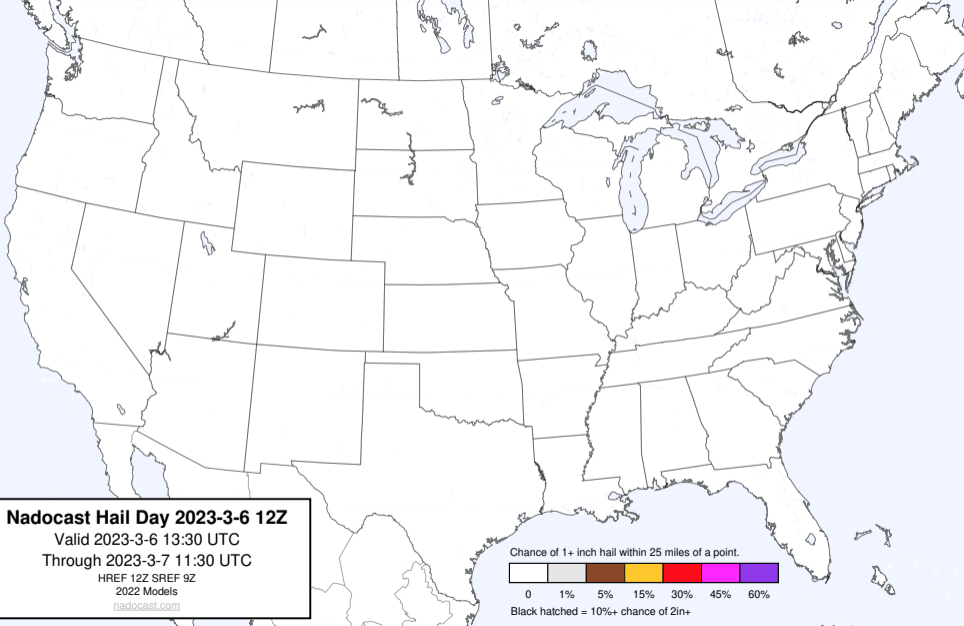 Nadocast Hail Day 2023-3-6 12Z
Valid 2023-3-6 13:30 UTC
Through 2023-3-7 11:30 UTC
HREF 12Z SREF 9Z
2022 Models
nadocast.com
Chance of 1+ inch hail within 25 miles of a point.
0 1% 5% 15% 30% 45% 60%
Black hatched = 10%+ chance of 2in+